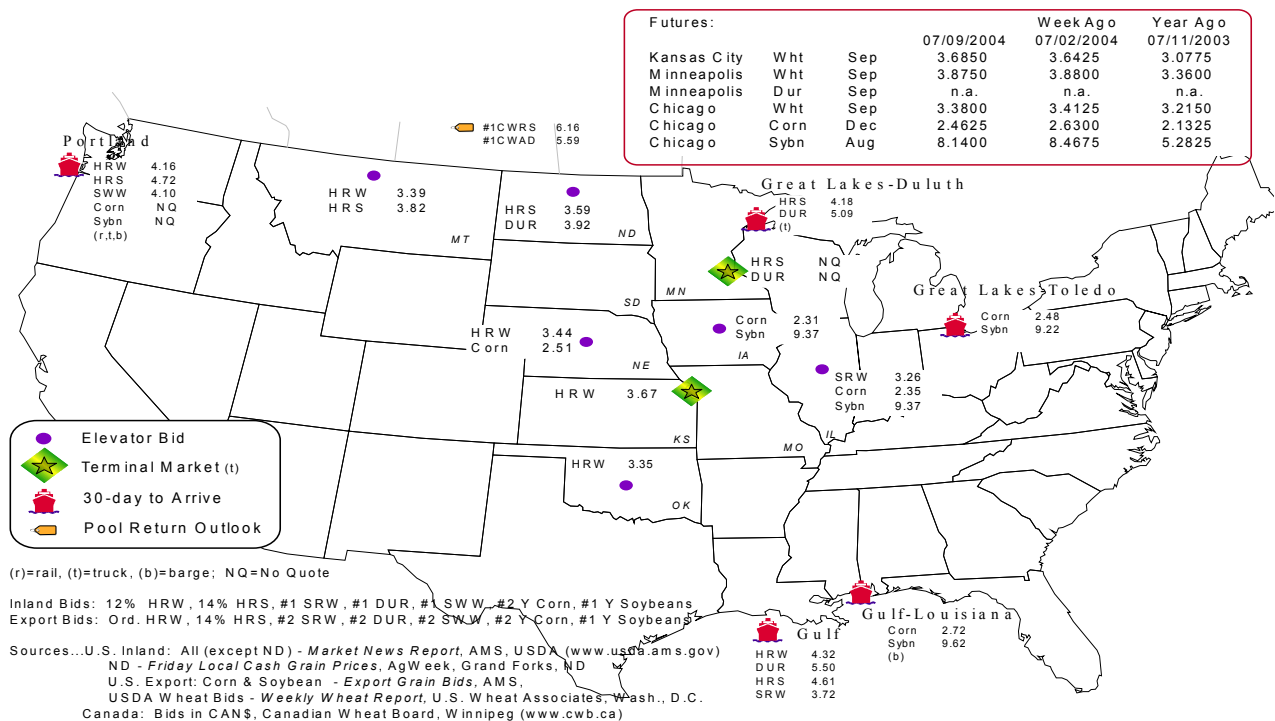 Futures: Week Ago Year Ago
07/09/2004 07/02/2004 07/11/2003
Kansas City Wht Sep 3.6850 3.6425 3.0775
Minneapolis Wht Sep 3.8750 3.8800 3.3600
Minneapolis Dur Sep n.a. n.a. n.a.
Chicago Wht Sep 3.3800 3.4125 3.2150
Chicago Corn Dec 2.4625 2.6300 2.1325
Chicago Sybn Aug 8.1400 8.4675 5.2825
#1CWRS 6.16
#1CWAD 5.59
Portland
HRW 4.16
HRS 4.72
SWW 4.10
Corn NQ
Sybn NQ
(r,t,b)
HRW 3.39
HRS 3.82
MT
HRS 3.59
DUR 3.92
ND
Great Lakes-Duluth
HRS 4.18
DUR 5.09
(t)
HRS NQ
DUR NQ
MN
SD
Great Lakes-Toledo
Corn 2.48
Sybn 9.22
HRW 3.44
Corn 2.51
NE
Corn 2.31
Sybn 9.37
IA
SRW 3.26
Corn 2.35
Sybn 9.37
IL
HRW 3.67
KS
MO
HRW 3.35
OK
Elevator Bid
Terminal Market (t)
30-day to Arrive
Pool Return Outlook
Gulf-Louisiana
Corn 2.72
Sybn 9.62
(b)
Gulf
HRW 4.32
DUR 5.50
HRS 4.61
SRW 3.72
(r)=rail, (t)=truck, (b)=barge; NQ=No Quote
Inland Bids: 12% HRW, 14% HRS, #1 SRW, #1 DUR, #1 SWW, #2 Y Corn, #1 Y Soybeans
Export Bids: Ord. HRW, 14% HRS, #2 SRW, #2 DUR, #2 SWW, #2 Y Corn, #1 Y Soybeans
Sources...U.S. Inland: All (except ND) - Market News Report, AMS, USDA (www.usda.ams.gov)
ND - Friday Local Cash Grain Prices, AgWeek, Grand Forks, ND
U.S. Export: Corn & Soybean - Export Grain Bids, AMS,
USDA Wheat Bids - Weekly Wheat Report, U.S. Wheat Associates, Wash., D.C.
Canada: Bids in CAN$, Canadian Wheat Board, Winnipeg (www.cwb.ca)